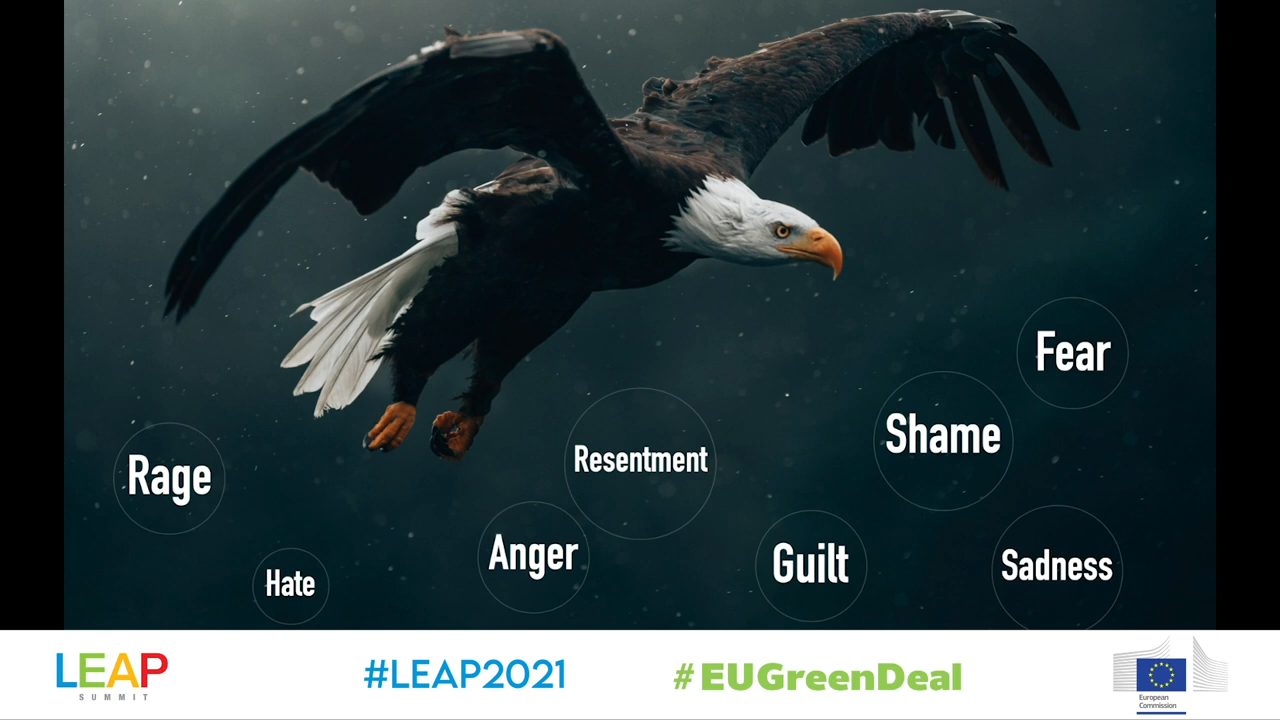 Fear
Shame
Resentment
Rage
Anger
Guilt
Sadness
Hate
LEAP
SUMMIT
#LEAP2021
#EUGreenDeal
European
Commission